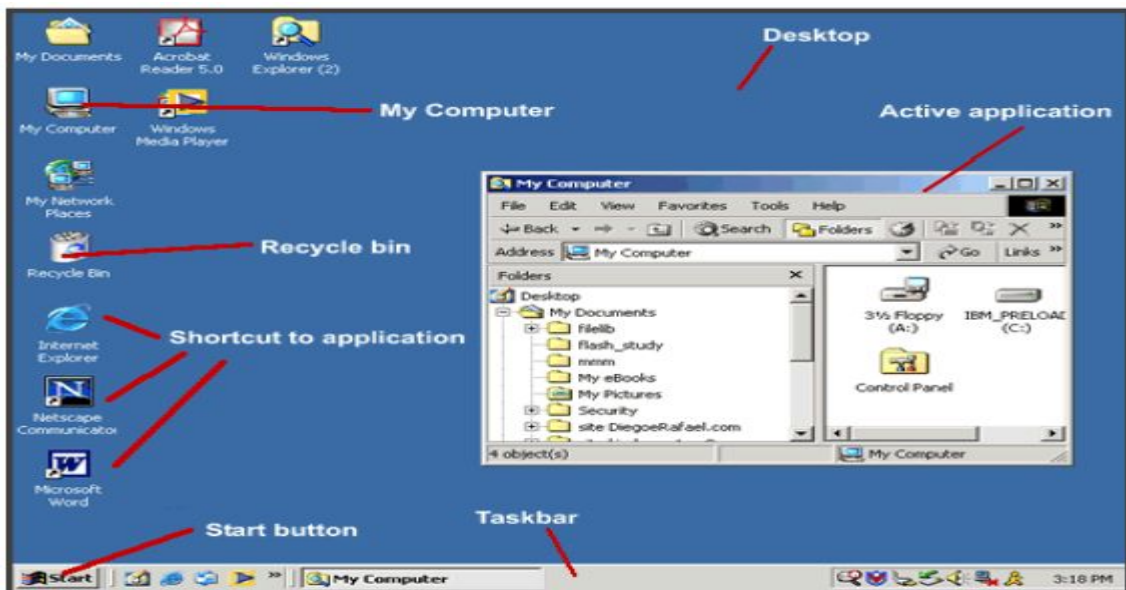 Desktop
My Documents
Acrobat
Reader 5.0
Windows
Explorer (2)
My Computer
Active application
My Computer
Windows
Media Player
My Network
Places
Recycle bin
Recycle Bin
Shortcut to application
Internet
Explorer
Netscape
Communicator
Microsoft
Word
My Computer
File Edit View Favorites Tools Help
Back Search Folders »
Address My Computer Go Links »
Folders ×
Desktop
My Documents
filelib
flash_study
mmm
My eBooks
My Pictures
Security
site DiegoeRafael.com
3½ Floppy
(A:)
IBM_PRELOAD
(C:)
Control Panel
4 object(s) My Computer
Start button
Taskbar
Start » My Computer 3:18 PM